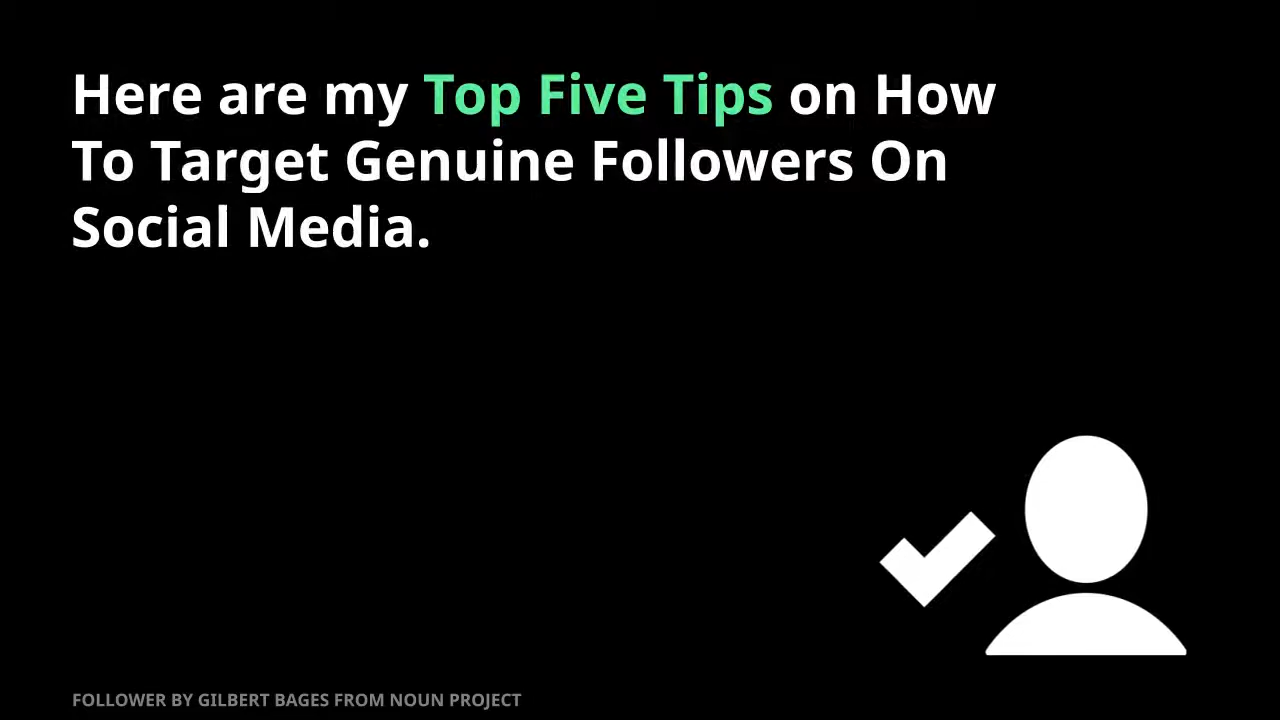 Here are my Top Five Tips on How
To Target Genuine Followers On
Social Media.
FOLLOWER BY GILBERT BAGES FROM NOUN PROJECT